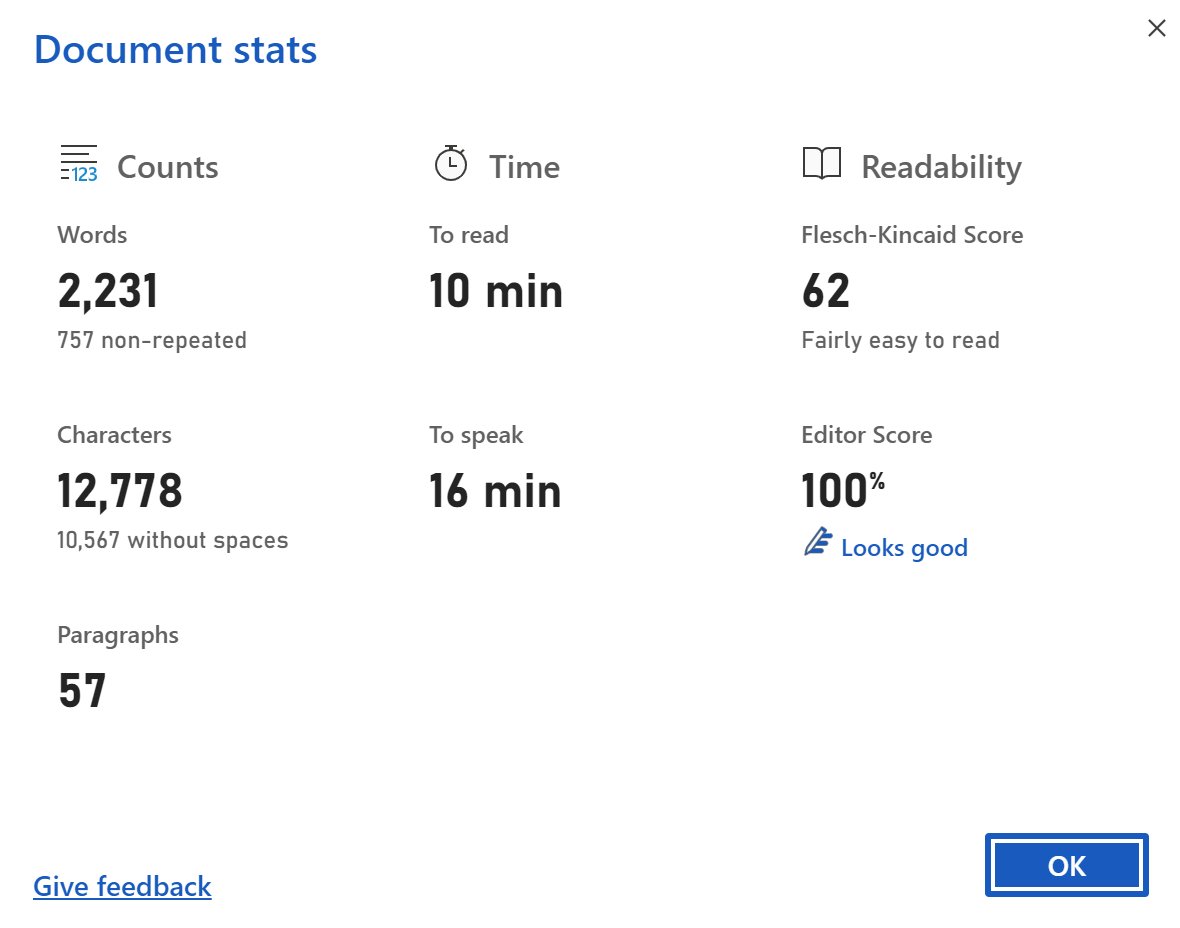 Document stats
123 Counts
Words
2,231
757 non-repeated
Characters
12,778
10,567 without spaces
Paragraphs
57
Time
To read
10 min
To speak
16 min
Readability
Flesch-Kincaid Score
62
Fairly easy to read
Editor Score
100%
Looks good
Give feedback
OK